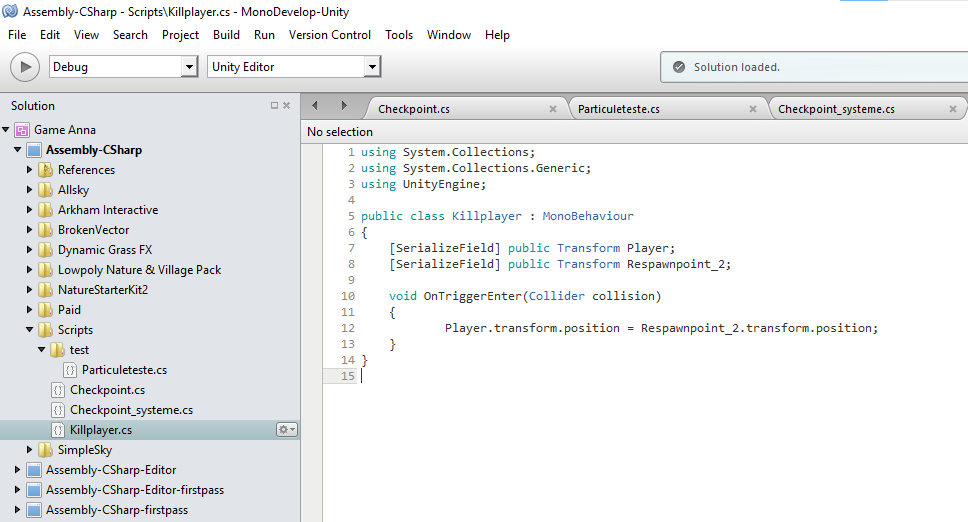 Assembly-CSharp - Scripts\Killplayer.cs - MonoDevelop-Unity
File Edit View Search Project Build Run Version Control Tools Window Help
Debug Unity Editor Solution loaded.
Solution
Game Anna
Assembly-CSharp
References
Allsky
Arkham Interactive
BrokenVector
Dynamic Grass FX
Lowpoly Nature & Village Pack
NatureStarterKit2
Paid
Scripts
test
Particuleteste.cs
Checkpoint.cs
Checkpoint_systeme.cs
Killplayer.cs
SimpleSky
Assembly-CSharp-Editor
Assembly-CSharp-Editor-firstpass
Assembly-CSharp-firstpass
Checkpoint.cs Particuleteste.cs Checkpoint_systeme.cs
No selection
1 using System.Collections;
2 using System.Collections.Generic;
3 using UnityEngine;
4
5 public class Killplayer : MonoBehaviour
6 {
7 [SerializeField] public Transform Player;
8 [SerializeField] public Transform Respawnpoint_2;
9
10 void OnTriggerEnter(Collider collision)
11 {
12 Player.transform.position = Respawnpoint_2.transform.position;
13 }
14 }
15